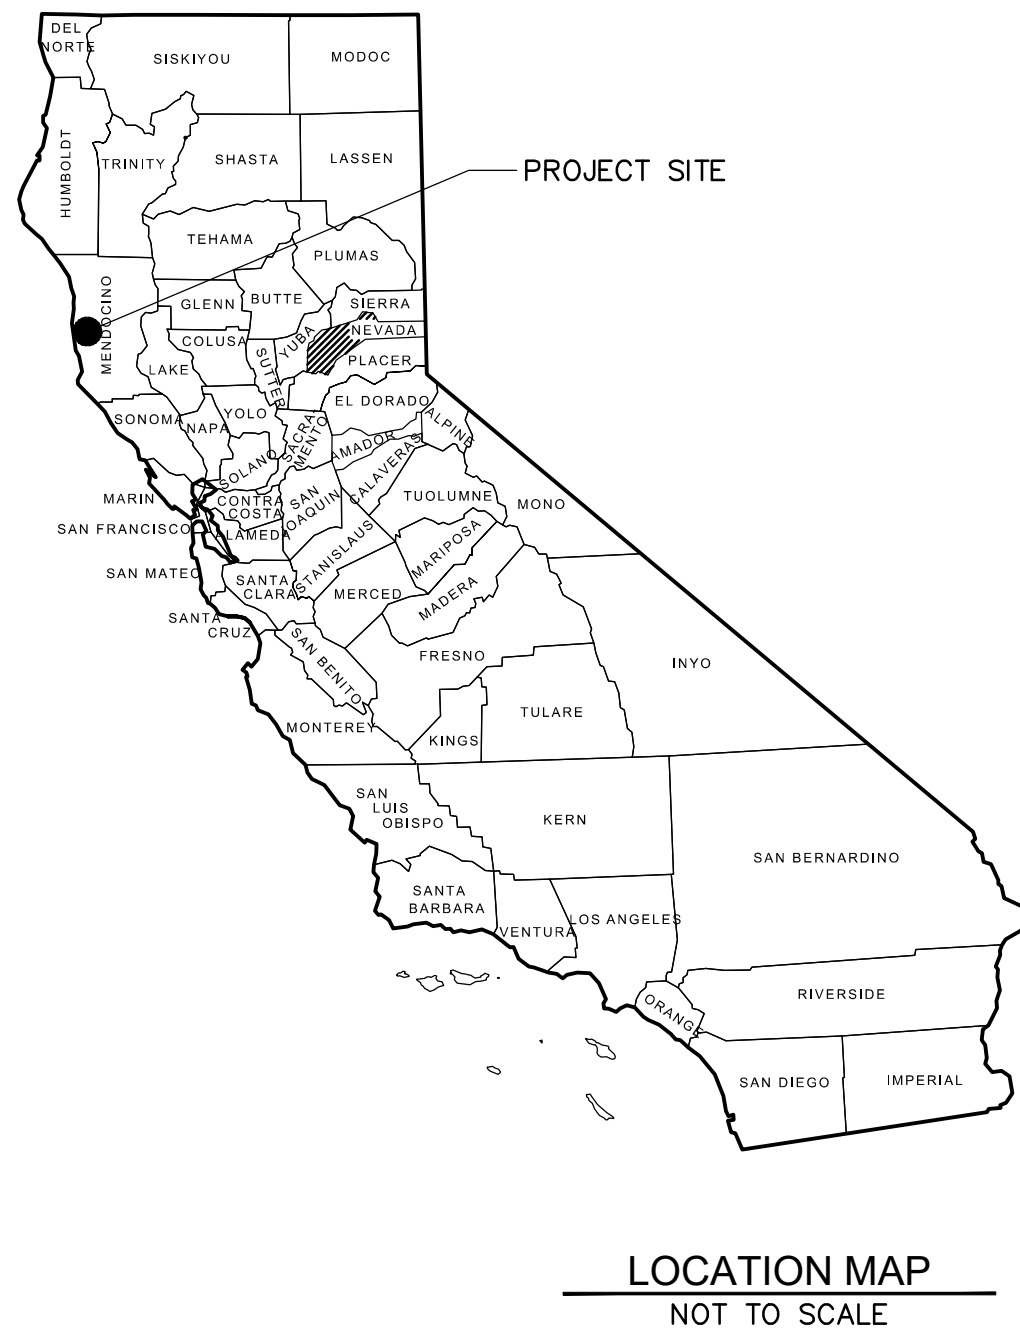 DEL
NORTE
SISKIYOU
MODOC
HUMBOLDT
TRINITY
SHASTA
LASSEN
PROJECT SITE
TEHAMA
PLUMAS
MENDOCINO
GLENN
BUTTE
SIERRA
NEVADA
YUBA
COLUSA
SUTTER
PLACER
LAKE
EL DORADO
SONOMA
NAPA
YOLO
SACRA
MENTO
ALPINE
AMADOR
SOLANO
CALAVERAS
MARIN
CONTRA
COSTA
SAN
JOAQUIN
TUOLUMNE
MONO
SAN FRANCISCO
ALAMEDA
STANISLAUS
MARIPOSA
SAN MATEO
SANTA
CLARA
MERCED
MADERA
SANTA
CRUZ
SAN BENITO
FRESNO
INYO
MONTEREY
KINGS
TULARE
SAN
LUIS
OBISPO
KERN
SAN BERNARDINO
SANTA
BARBARA
VENTURA
LOS ANGELES
ORANGE
RIVERSIDE
SAN DIEGO
IMPERIAL
LOCATION MAP
NOT TO SCALE